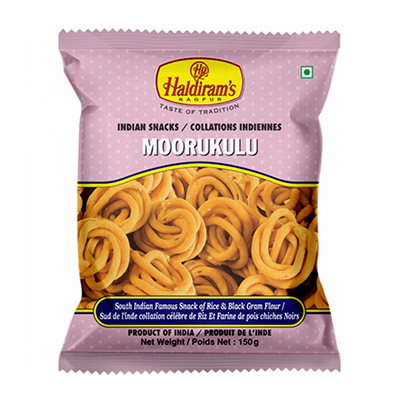 HR
Haldiram's
NAGPUR
TASTE OF TRADITION
INDIAN SNACKS / COLLATIONS INDIENNES
MOORUKULU
South Indian Famous Snack of Rice & Black Gram Flour /
Sud de l'inde collation célèbre de Riz Et Farine de pois chiches Noirs
PRODUCT OF INDIA / PRODUIT DE L'INDE
Net Weight / Poids Net : 150g